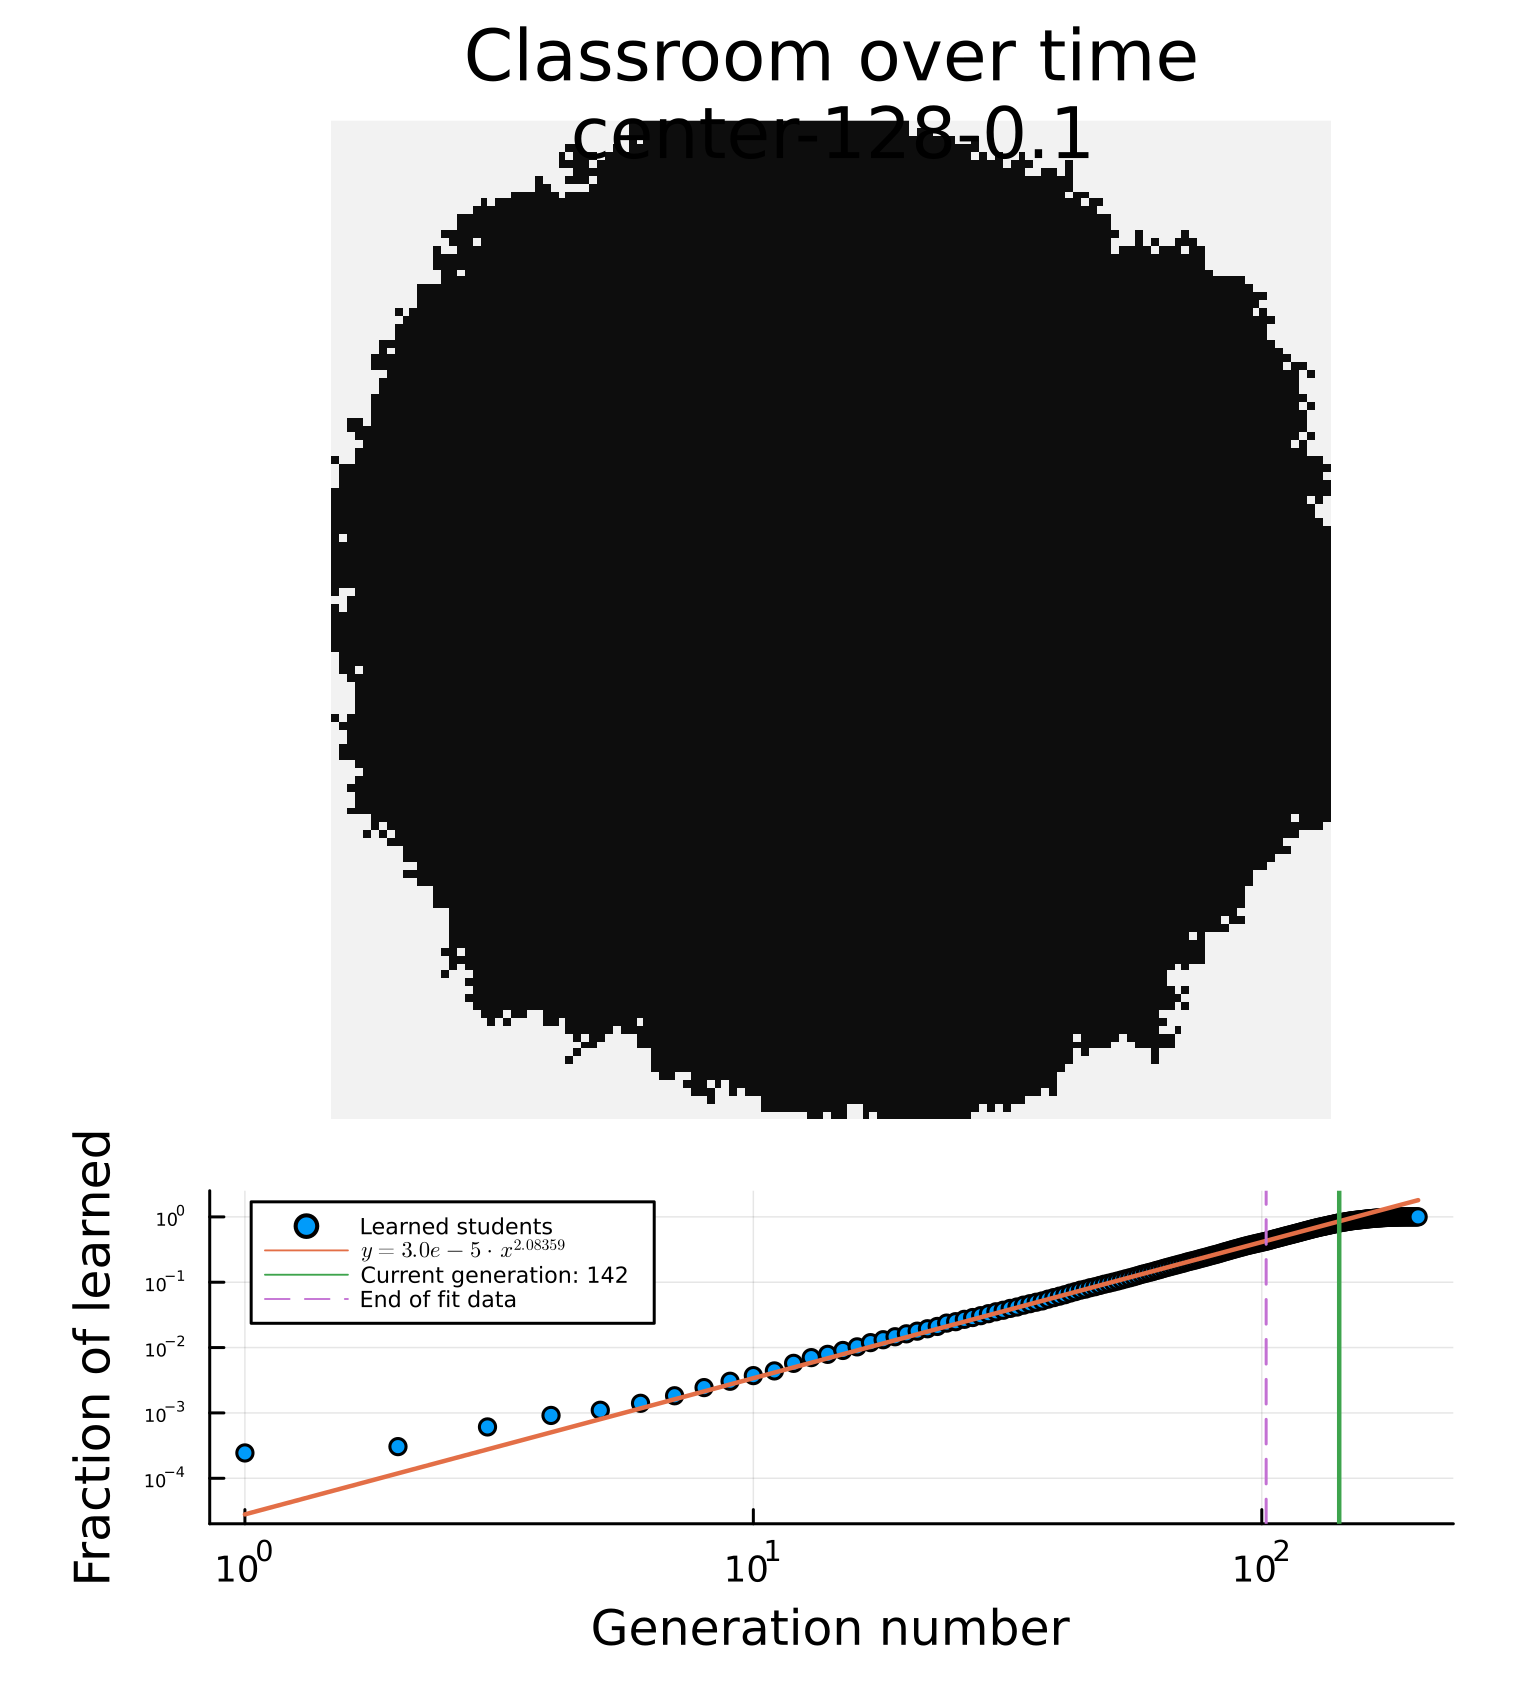 Classroom over time
center-128-0.1
Fraction of learned
10⁰
10⁻¹
10⁻²
10⁻³
10⁻⁴
Learned students
y = 3.0e − 5 · x^2.08359
Current generation: 142
End of fit data
10⁰ 10¹ 10²
Generation number